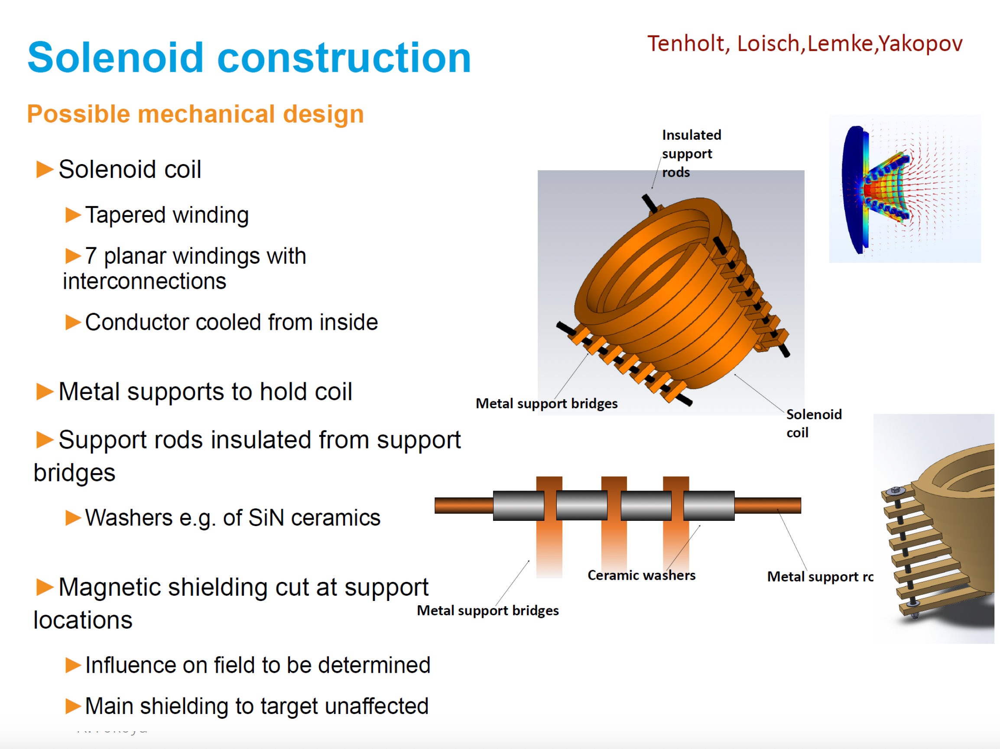 Solenoid construction
Tenholt, Loisch,Lemke,Yakopov
Possible mechanical design
►Solenoid coil
►Tapered winding
►7 planar windings with
interconnections
►Conductor cooled from inside
►Metal supports to hold coil
►Support rods insulated from support
bridges
►Washers e.g. of SiN ceramics
►Magnetic shielding cut at support
locations
►Influence on field to be determined
►Main shielding to target unaffected
Insulated
support
rods
Metal support bridges
Solenoid
coil
Ceramic washers
Metal support ro
Metal support bridges